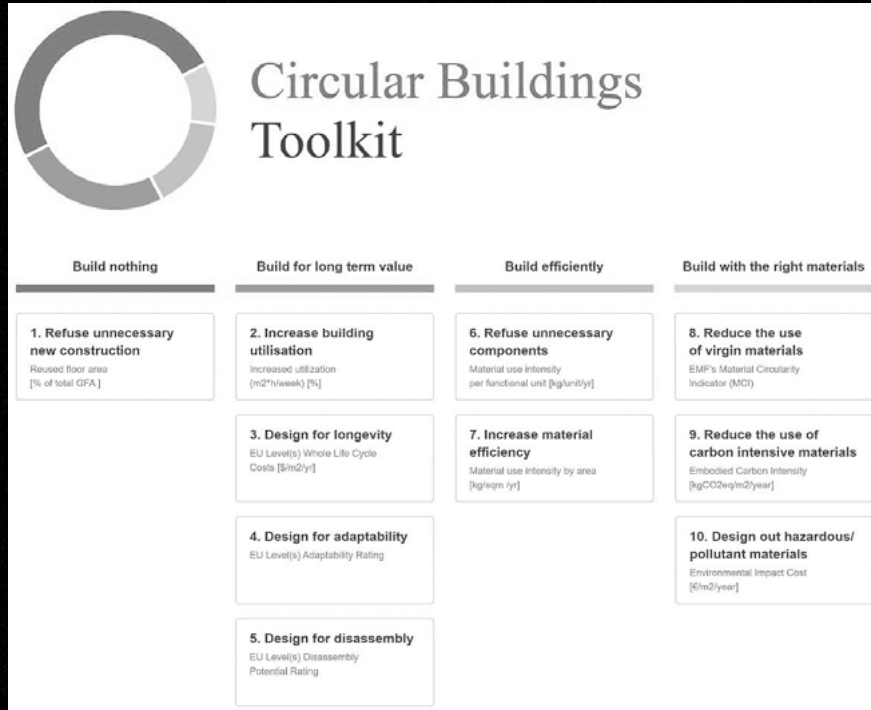 Circular Buildings
Toolkit
Build nothing
1. Refuse unnecessary
new construction
Reused floor area
[% of total GFA ]
Build for long term value
2. Increase building
utilisation
Increased utilization
(m2*h/week) [%]
3. Design for longevity
EU Level(s) Whole Life Cycle
Costs [$/m2/yr]
4. Design for adaptability
EU Level(s) Adaptability Rating
5. Design for disassembly
EU Level(s) Disassembly
Potential Rating
Build efficiently
6. Refuse unnecessary
components
Material use intensity
per functional unit [kg/unit/yr]
7. Increase material
efficiency
Material use intensity by area
[kg/sqm /yr]
Build with the right materials
8. Reduce the use
of virgin materials
EMF's Material Circularity
Indicator (MCI)
9. Reduce the use of
carbon intensive materials
Embodied Carbon Intensity
[kgCO2eq/m2/year]
10. Design out hazardous/
pollutant materials
Environmental Impact Cost
[€/m2/year]